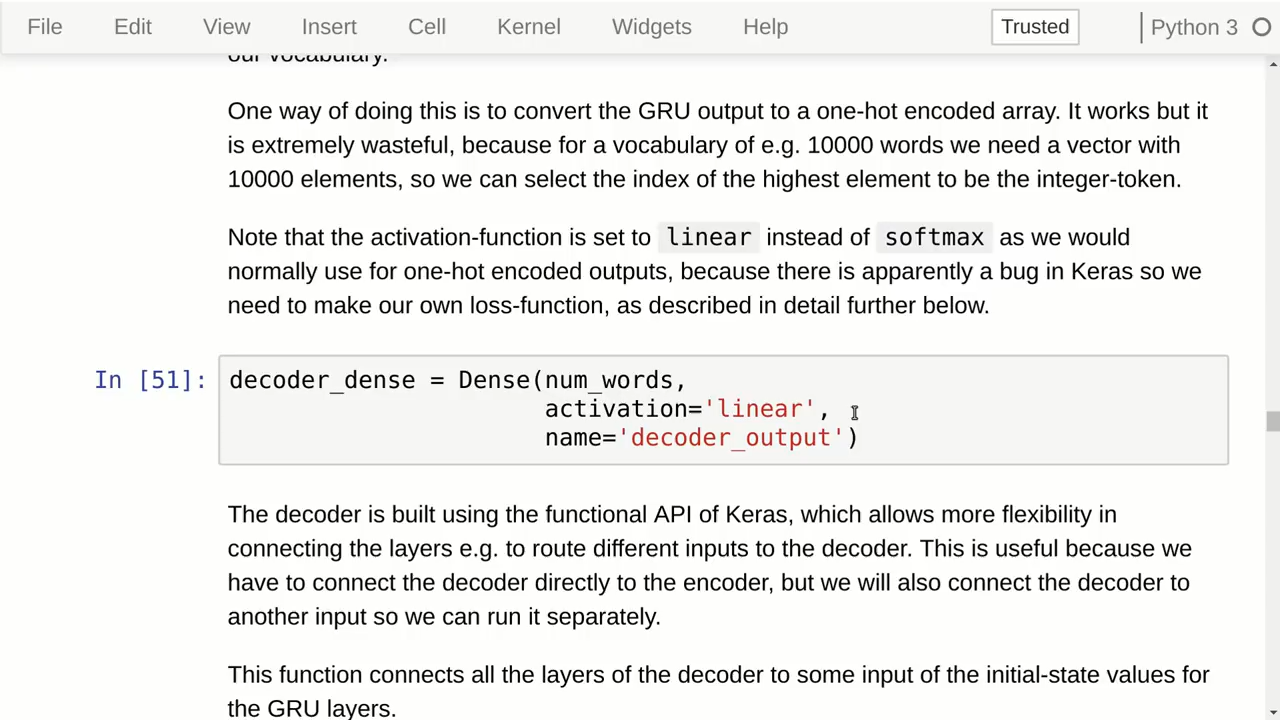 File Edit View Insert Cell Kernel Widgets Help Trusted Python 3
our vocabulary.
One way of doing this is to convert the GRU output to a one-hot encoded array. It works but it
is extremely wasteful, because for a vocabulary of e.g. 10000 words we need a vector with
10000 elements, so we can select the index of the highest element to be the integer-token.
Note that the activation-function is set to linear instead of softmax as we would
normally use for one-hot encoded outputs, because there is apparently a bug in Keras so we
need to make our own loss-function, as described in detail further below.
In [51]: decoder_dense = Dense(num_words,
activation='linear',
name='decoder_output')
The decoder is built using the functional API of Keras, which allows more flexibility in
connecting the layers e.g. to route different inputs to the decoder. This is useful because we
have to connect the decoder directly to the encoder, but we will also connect the decoder to
another input so we can run it separately.
This function connects all the layers of the decoder to some input of the initial-state values for
the GRU layers.